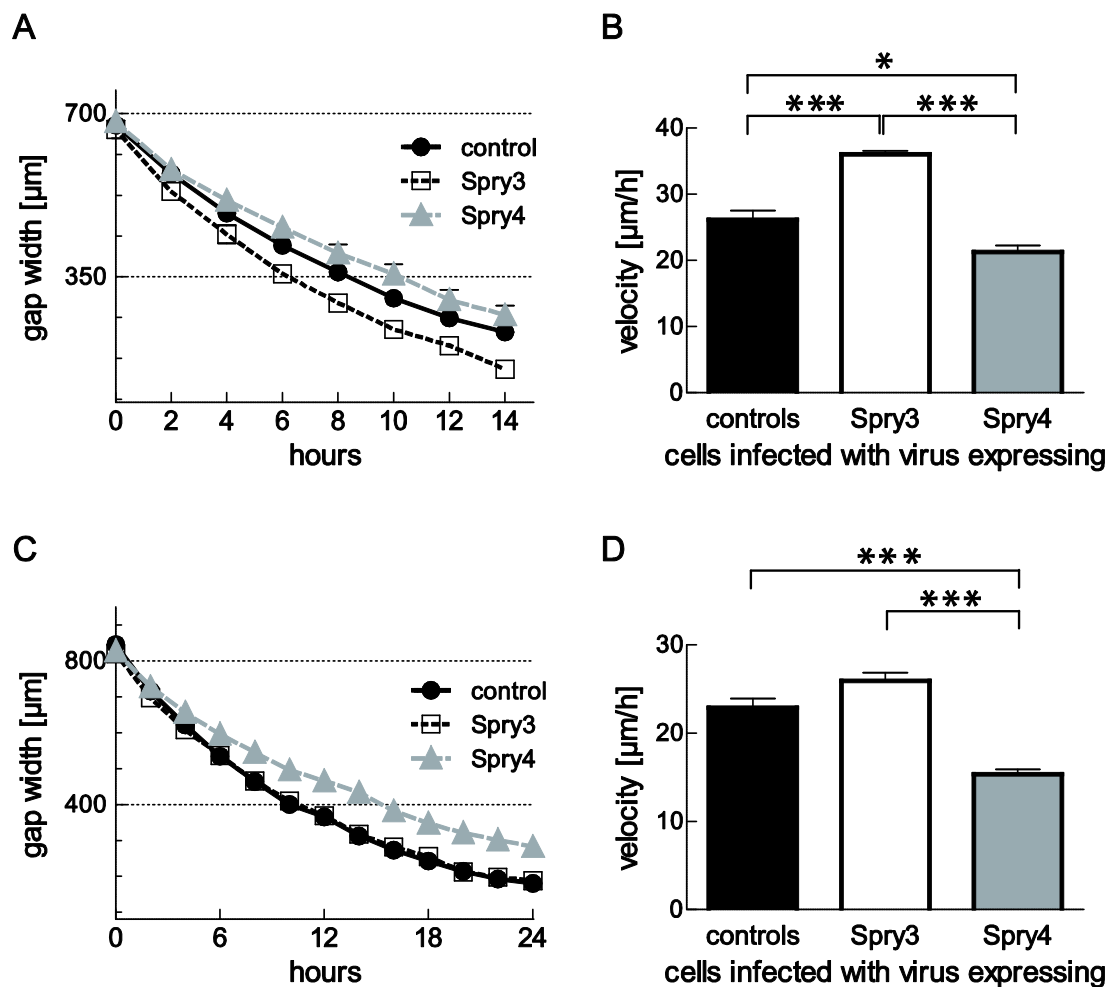 A
700
350
gap width [µm]
control
Spry3
Spry4
0 2 4 6 8 10 12 14
hours
B
*
*** ***
40
30
20
10
0
velocity [µm/h]
controls Spry3 Spry4
cells infected with virus expressing
C
800
400
gap width [µm]
control
Spry3
Spry4
0 6 12 18 24
hours
D
***
***
30
20
10
0
velocity [µm/h]
controls Spry3 Spry4
cells infected with virus expressing